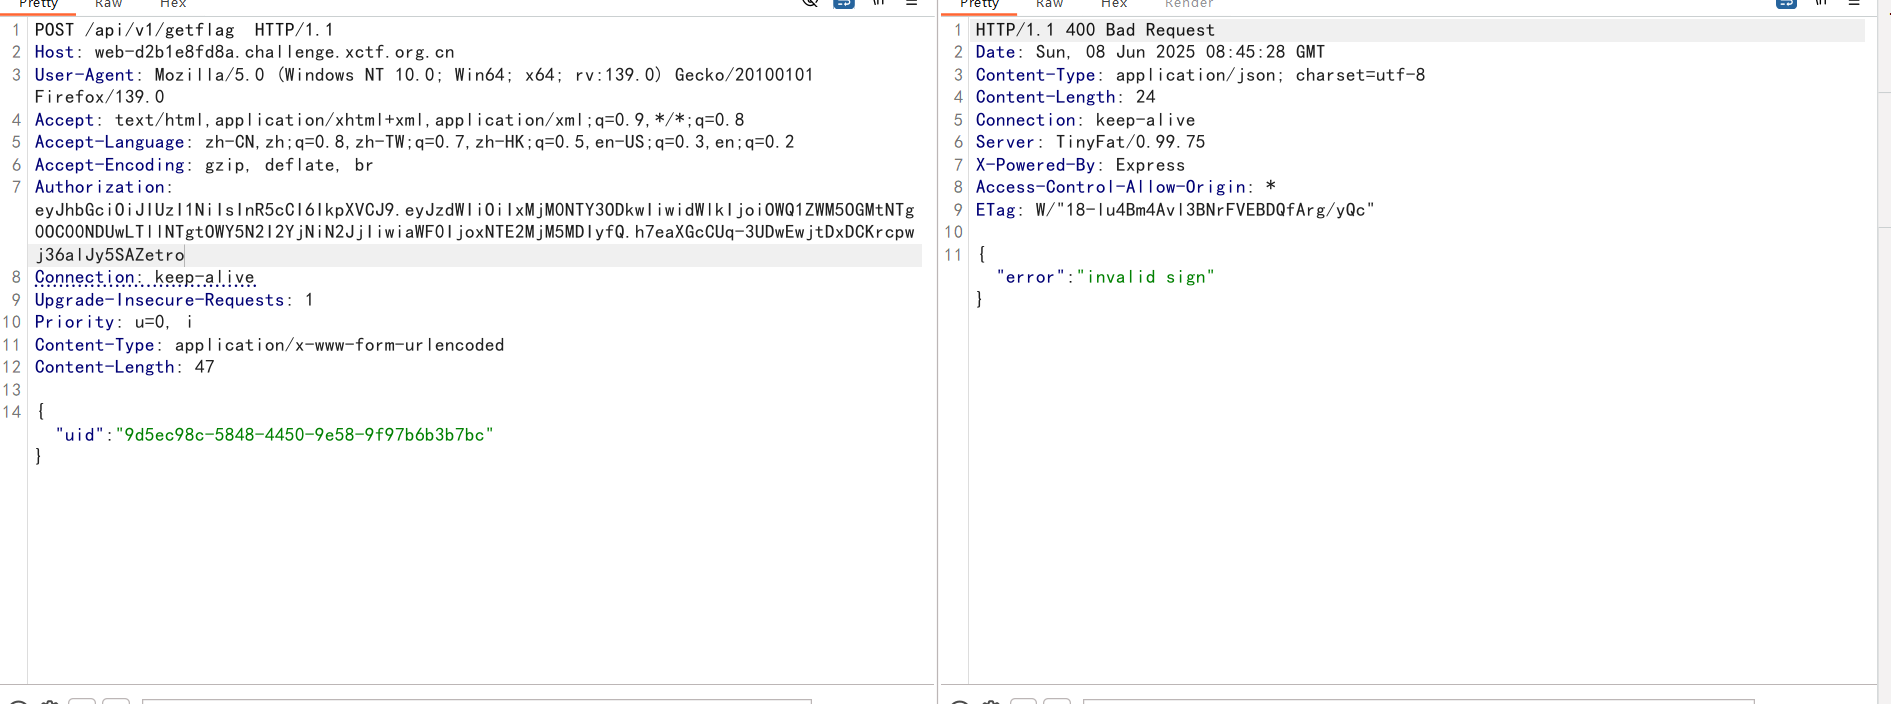 Pretty Raw Hex
1 POST /api/v1/getflag HTTP/1.1
2 Host: web-d2b1e8fd8a.challenge.xctf.org.cn
3 User-Agent: Mozilla/5.0 (Windows NT 10.0; Win64; x64; rv:139.0) Gecko/20100101
Firefox/139.0
4 Accept: text/html,application/xhtml+xml,application/xml;q=0.9,*/*;q=0.8
5 Accept-Language: zh-CN,zh;q=0.8,zh-TW;q=0.7,zh-HK;q=0.5,en-US;q=0.3,en;q=0.2
6 Accept-Encoding: gzip, deflate, br
7 Authorization:
eyJhbGciOiJIUzI1NiIsInR5cCI6IkpXVCJ9.eyJzdWIiOiIxMjM0NTY3ODkwIiwidWlkIjoiOWQ1ZWM5OGMtNTg
0OC00NDUwLTllNTgtOWY5N2I2YjNiN2JjIiwiaWF0IjoxNTE2MjM5MDIyfQ.h7eaXGcCUq-3UDwEwjtDxDCKrcpw
j36alJy5SAZetro
8 Connection: keep-alive
9 Upgrade-Insecure-Requests: 1
10 Priority: u=0, i
11 Content-Type: application/x-www-form-urlencoded
12 Content-Length: 47
13
14 {
"uid":"9d5ec98c-5848-4450-9e58-9f97b6b3b7bc"
}
Pretty Raw Hex Render
1 HTTP/1.1 400 Bad Request
2 Date: Sun, 08 Jun 2025 08:45:28 GMT
3 Content-Type: application/json; charset=utf-8
4 Content-Length: 24
5 Connection: keep-alive
6 Server: TinyFat/0.99.75
7 X-Powered-By: Express
8 Access-Control-Allow-Origin: *
9 ETag: W/"18-lu4Bm4Avl3BNrFVEBDQfArg/yQc"
10
11 {
"error":"invalid sign"
}